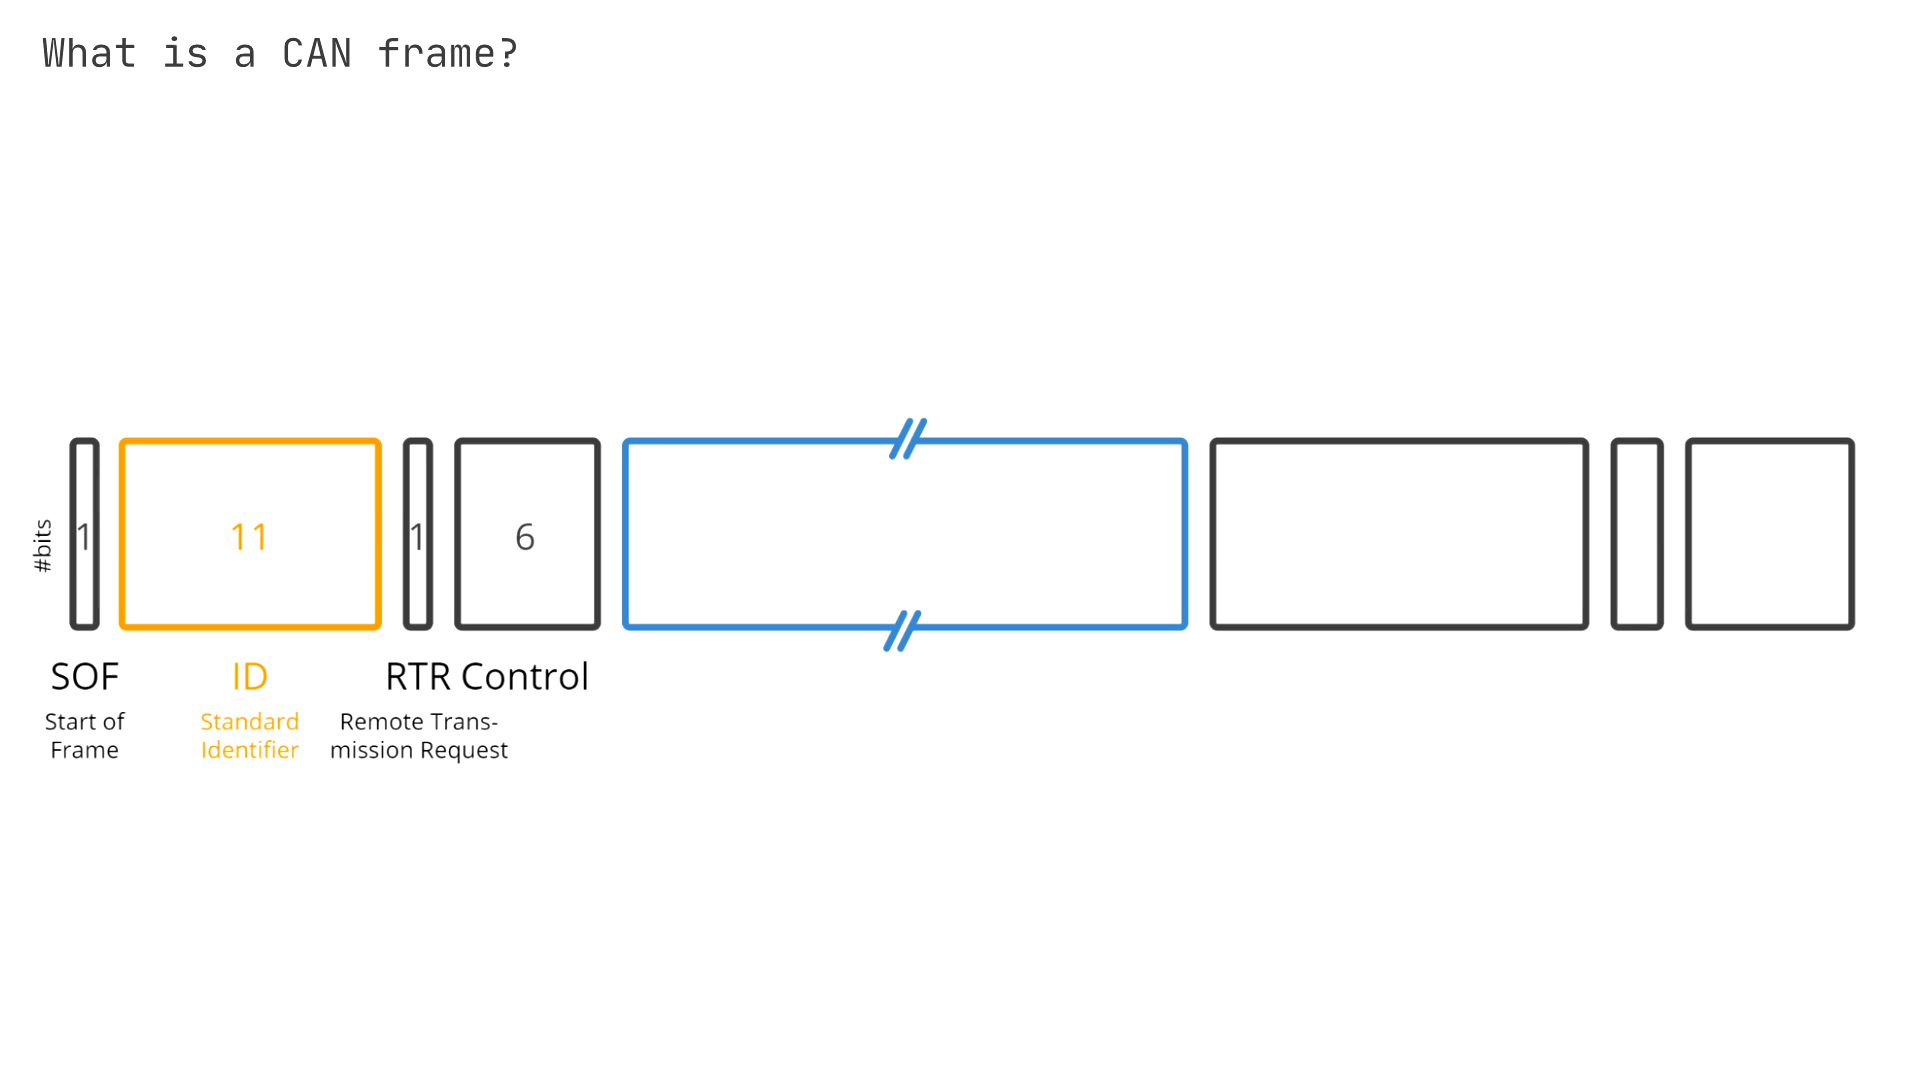 What is a CAN frame?
#bits
1
11
1
6
SOF
ID
RTR
Control
Start of
Frame
Standard
Identifier
Remote Trans-
mission Request